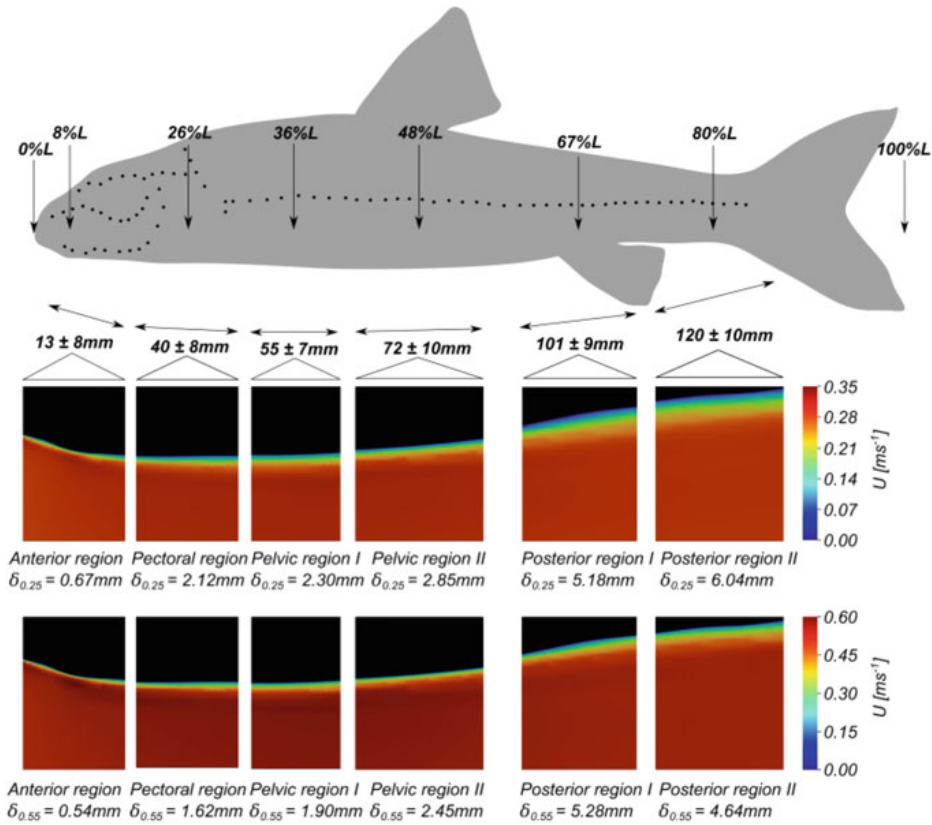 0%L 8%L 26%L 36%L 48%L 67%L 80%L 100%L
13 ± 8mm 40 ± 8mm 55 ± 7mm 72 ± 10mm 101 ± 9mm 120 ± 10mm
0.35
0.28
0.21
0.14
0.07
0.00
U [ms⁻¹]
Anterior region Pectoral region Pelvic region I Pelvic region II Posterior region I Posterior region II
δ₀.₂₅ = 0.67mm δ₀.₂₅ = 2.12mm δ₀.₂₅ = 2.30mm δ₀.₂₅ = 2.85mm δ₀.₂₅ = 5.18mm δ₀.₂₅ = 6.04mm
0.60
0.45
0.30
0.15
0.00
U [ms⁻¹]
Anterior region Pectoral region Pelvic region I Pelvic region II Posterior region I Posterior region II
δ₀.₅₅ = 0.54mm δ₀.₅₅ = 1.62mm δ₀.₅₅ = 1.90mm δ₀.₅₅ = 2.45mm δ₀.₅₅ = 5.28mm δ₀.₅₅ = 4.64mm